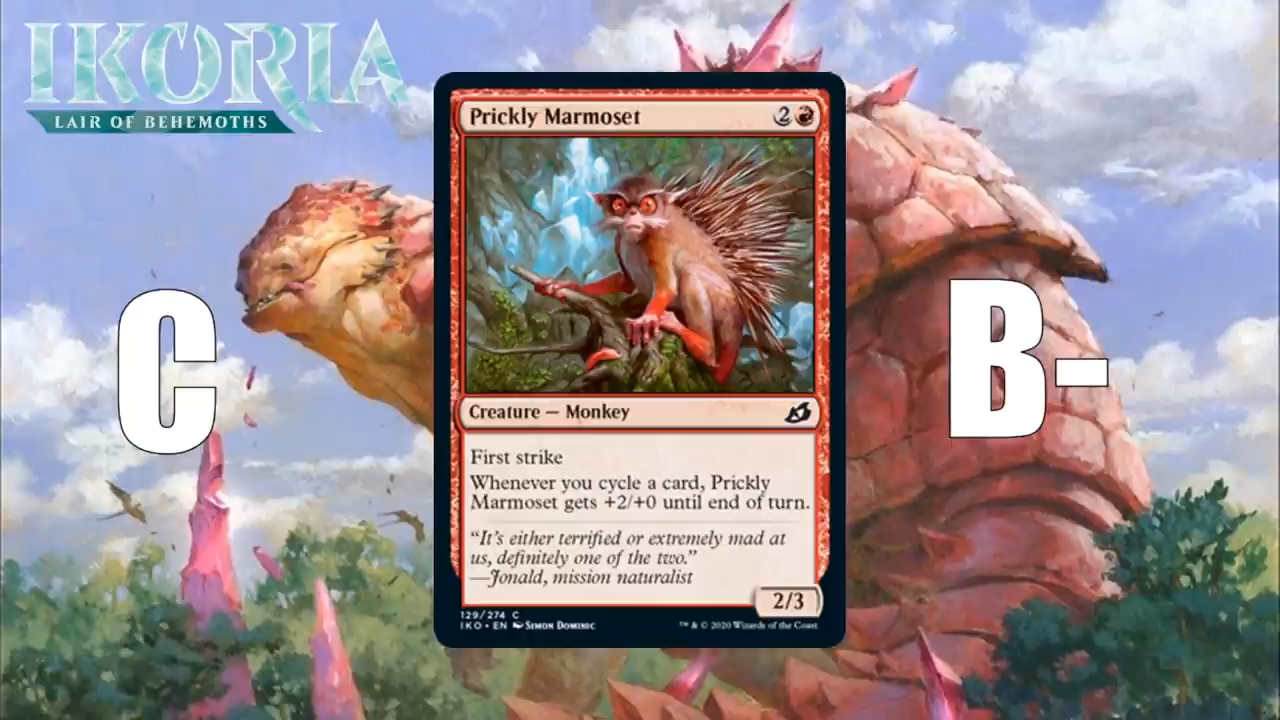 IKORIA
LAIR OF BEHEMOTHS
Prickly Marmoset 2
C
B-
Creature — Monkey
First strike
Whenever you cycle a card, Prickly
Marmoset gets +2/+0 until end of turn.
“It’s either terrified or extremely mad at
us, definitely one of the two.”
—Jonald, mission naturalist
2/3
129/274 C
IKO • EN Simon Dominic
™ & © 2020 Wizards of the Coast